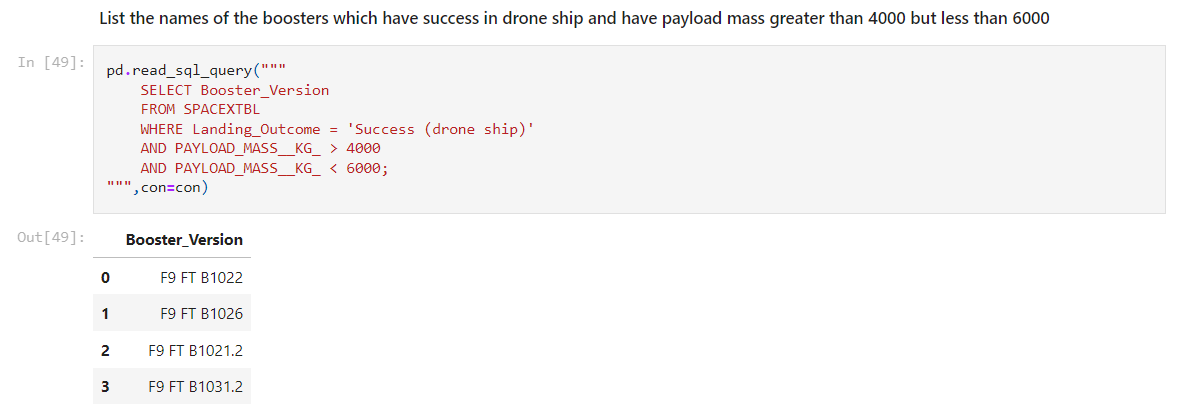 List the names of the boosters which have success in drone ship and have payload mass greater than 4000 but less than 6000
In [49]:
pd.read_sql_query("""
    SELECT Booster_Version
    FROM SPACEXTBL
    WHERE Landing_Outcome = 'Success (drone ship)'
    AND PAYLOAD_MASS__KG_ > 4000
    AND PAYLOAD_MASS__KG_ < 6000;
""",con=con)
Out[49]:
Booster_Version
0 F9 FT B1022
1 F9 FT B1026
2 F9 FT B1021.2
3 F9 FT B1031.2